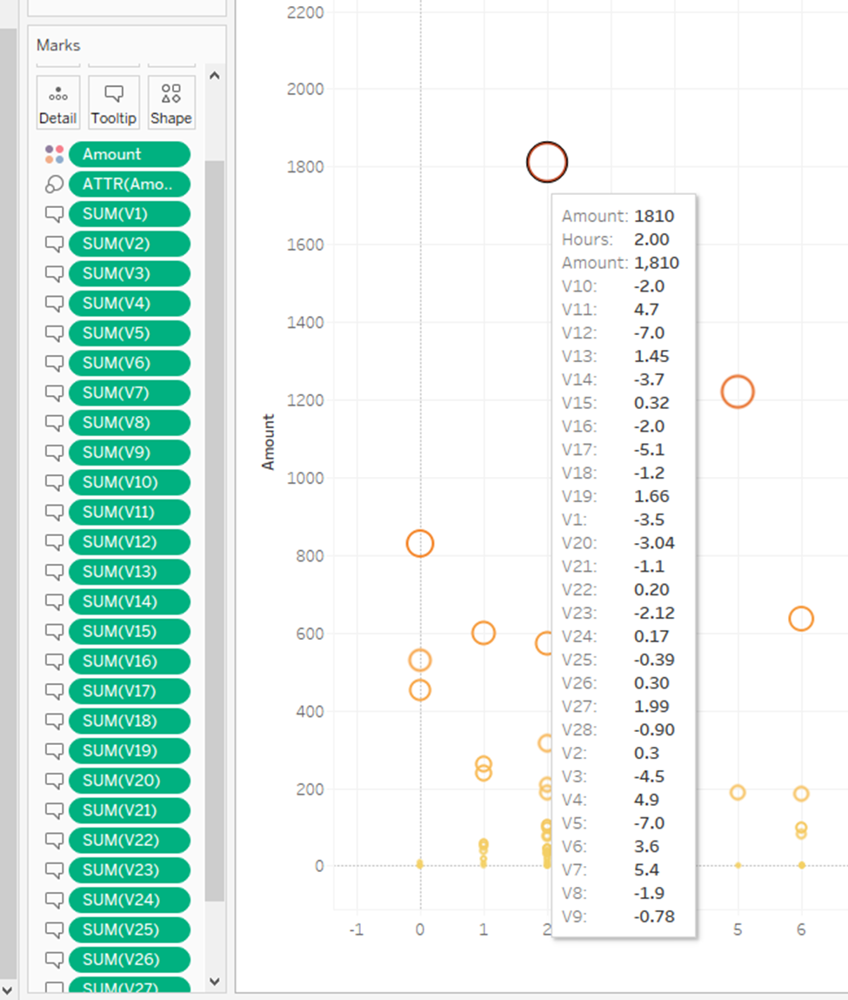 Marks
Detail Tooltip Shape
Amount
ATTR(Amo..
SUM(V1)
SUM(V2)
SUM(V3)
SUM(V4)
SUM(V5)
SUM(V6)
SUM(V7)
SUM(V8)
SUM(V9)
SUM(V10)
SUM(V11)
SUM(V12)
SUM(V13)
SUM(V14)
SUM(V15)
SUM(V16)
SUM(V17)
SUM(V18)
SUM(V19)
SUM(V20)
SUM(V21)
SUM(V22)
SUM(V23)
SUM(V24)
SUM(V25)
SUM(V26)
SUM(V27)
2200
2000
1800
1600
1400
1200
1000
800
600
400
200
0
Amount
-1 0 1 2 5 6
Amount: 1810
Hours: 2.00
Amount: 1,810
V10: -2.0
V11: 4.7
V12: -7.0
V13: 1.45
V14: -3.7
V15: 0.32
V16: -2.0
V17: -5.1
V18: -1.2
V19: 1.66
V1: -3.5
V20: -3.04
V21: -1.1
V22: 0.20
V23: -2.12
V24: 0.17
V25: -0.39
V26: 0.30
V27: 1.99
V28: -0.90
V2: 0.3
V3: -4.5
V4: 4.9
V5: -7.0
V6: 3.6
V7: 5.4
V8: -1.9
V9: -0.78